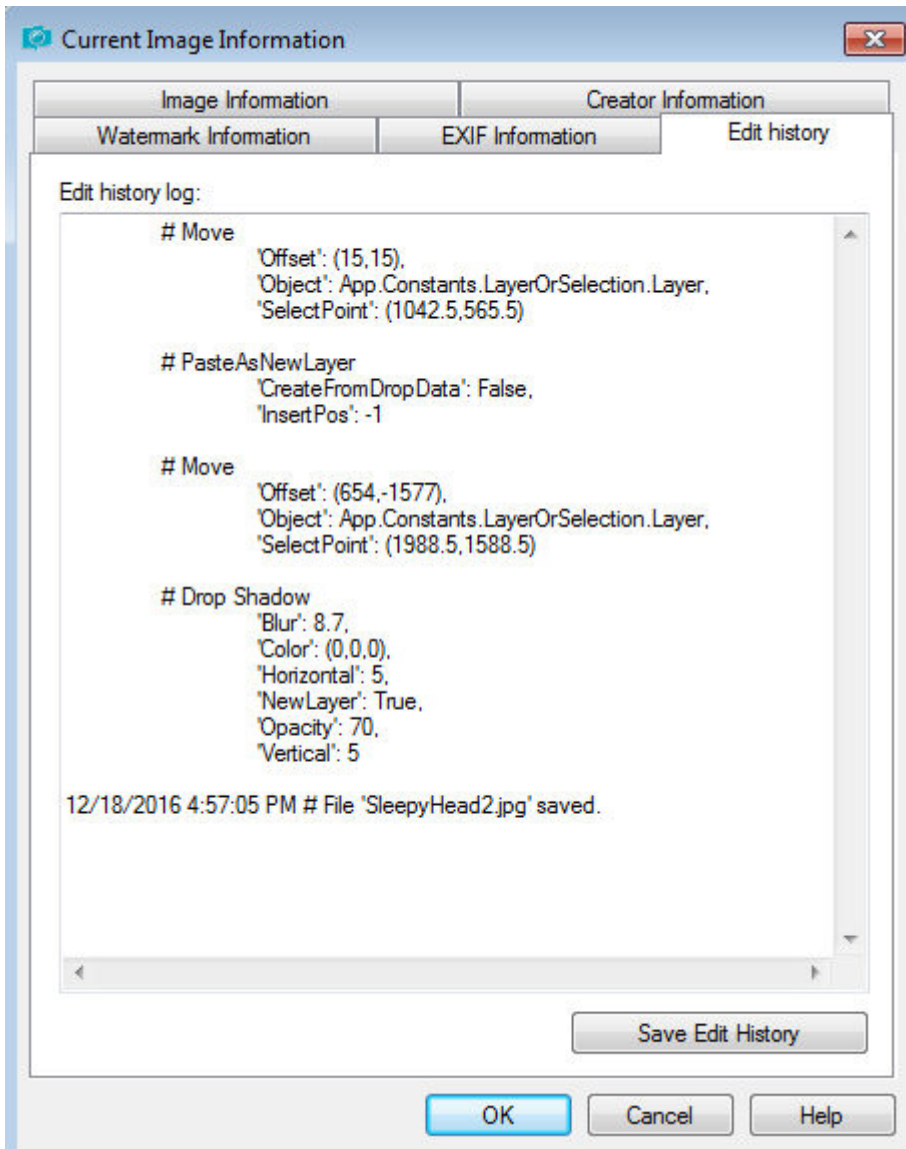 Current Image Information
Image Information
Creator Information
Watermark Information
EXIF Information
Edit history
Edit history log:
# Move
'Offset': (15,15),
'Object': App.Constants.LayerOrSelection.Layer,
'SelectPoint': (1042.5,565.5)
# PasteAsNewLayer
'CreateFromDropData': False,
'InsertPos': -1
# Move
'Offset': (654,-1577),
'Object': App.Constants.LayerOrSelection.Layer,
'SelectPoint': (1988.5,1588.5)
# Drop Shadow
'Blur': 8.7,
'Color': (0,0,0),
'Horizontal': 5,
'NewLayer': True,
'Opacity': 70,
'Vertical': 5
12/18/2016 4:57:05 PM # File 'SleepyHead2.jpg' saved.
Save Edit History
OK
Cancel
Help